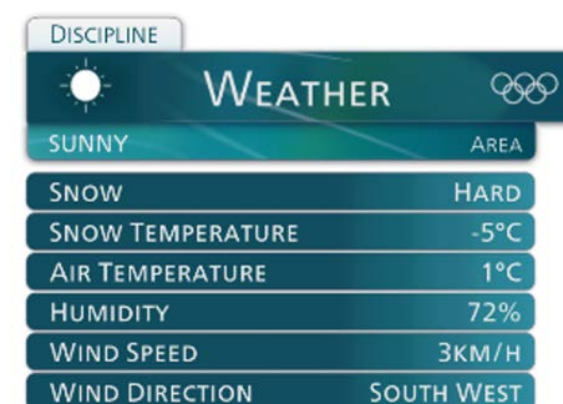 DISCIPLINE
WEATHER
SUNNY AREA
SNOW HARD
SNOW TEMPERATURE -5°C
AIR TEMPERATURE 1°C
HUMIDITY 72%
WIND SPEED 3KM/H
WIND DIRECTION SOUTH WEST